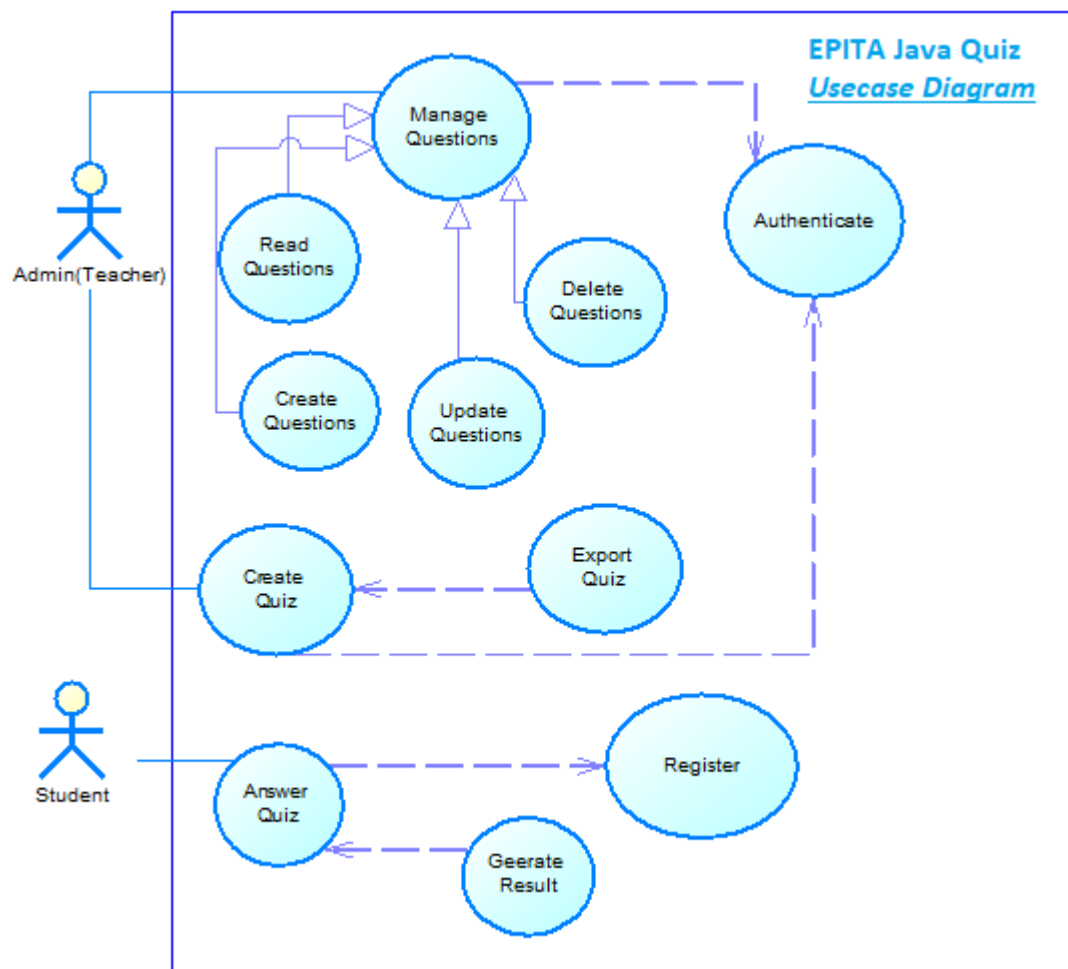 EPITA Java Quiz
Usecase Diagram
Manage
Questions
Authenticate
Read
Questions
Admin(Teacher)
Delete
Questions
Create
Questions
Update
Questions
Export
Quiz
Create
Quiz
Register
Student
Answer
Quiz
Geerate
Result